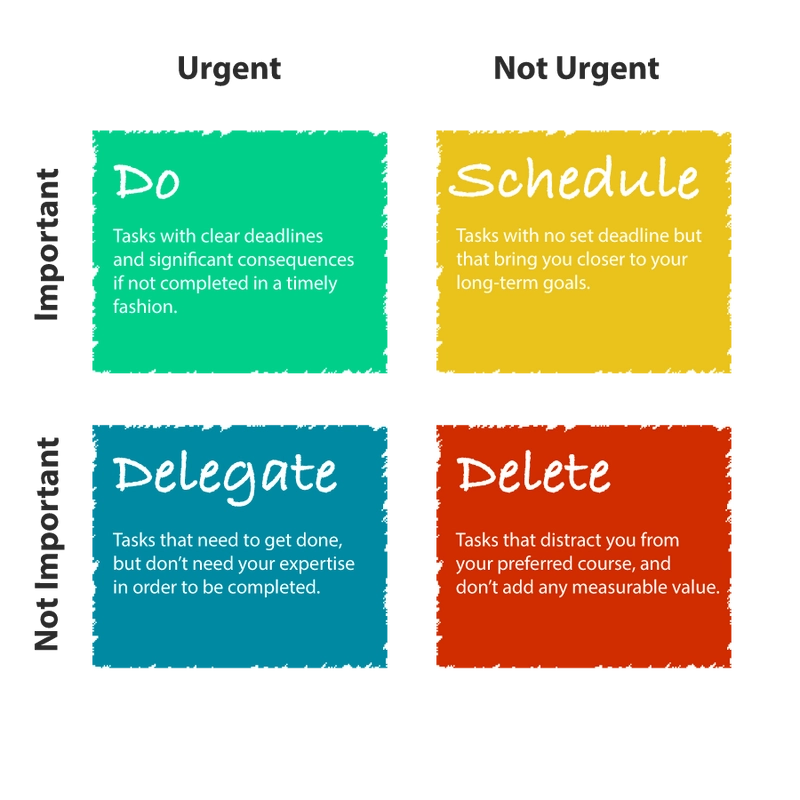 Urgent
Not Urgent
Important
Do
Tasks with clear deadlines
and significant consequences
if not completed in a timely
fashion.
Schedule
Tasks with no set deadline but
that bring you closer to your
long-term goals.
Not Important
Delegate
Tasks that need to get done,
but don’t need your expertise
in order to be completed.
Delete
Tasks that distract you from
your preferred course, and
don’t add any measurable value.